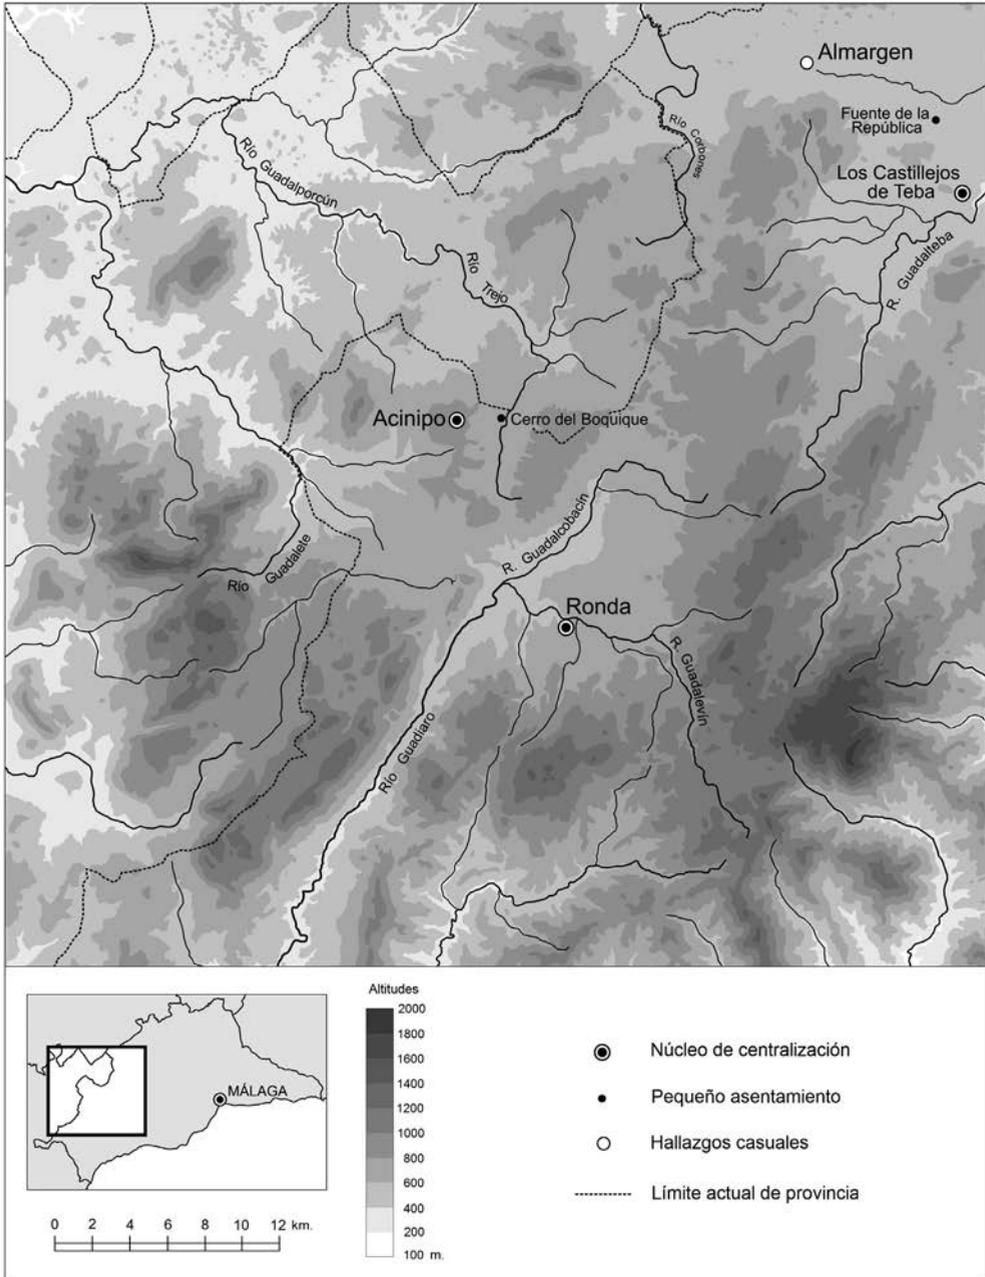 Almargen
Fuente de la
República
Río Corbones
Los Castillejos
de Teba
Río Guadalporcún
R. Guadalteba
Río
Trejo
Acinipo
Cerro del Boquique
R. Guadalcobacín
Río Guadalete
Ronda
R. Guadalevín
Río Guadiaro
MÁLAGA
0 2 4 6 8 10 12 km.
Altitudes
2000
1800
1600
1400
1200
1000
800
600
400
200
100 m.
Núcleo de centralización
Pequeño asentamiento
Hallazgos casuales
Límite actual de provincia